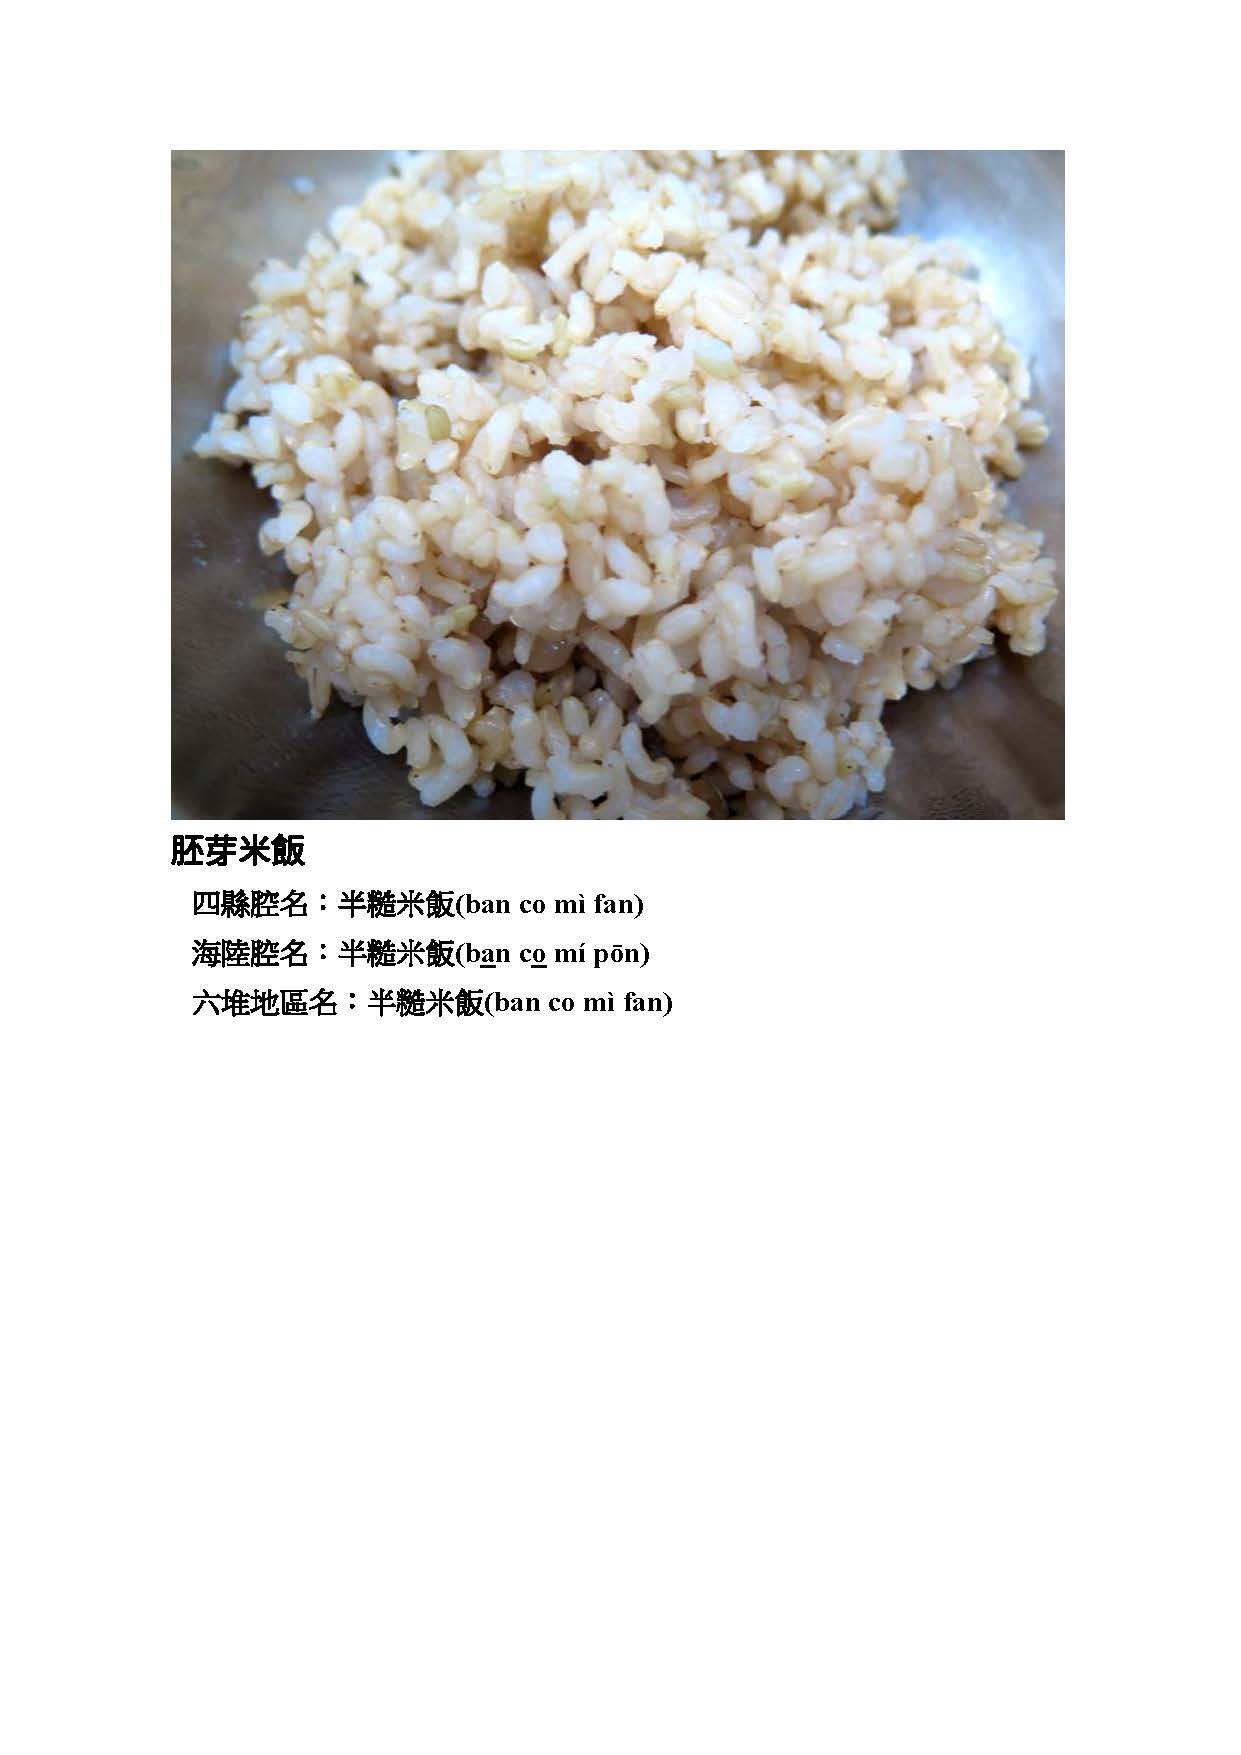 胚芽米飯
四縣腔名：半糙米飯(ban co mì fan)
海陸腔名：半糙米飯(ba̲n co̲ mí pōn)
六堆地區名：半糙米飯(ban co mì fan)